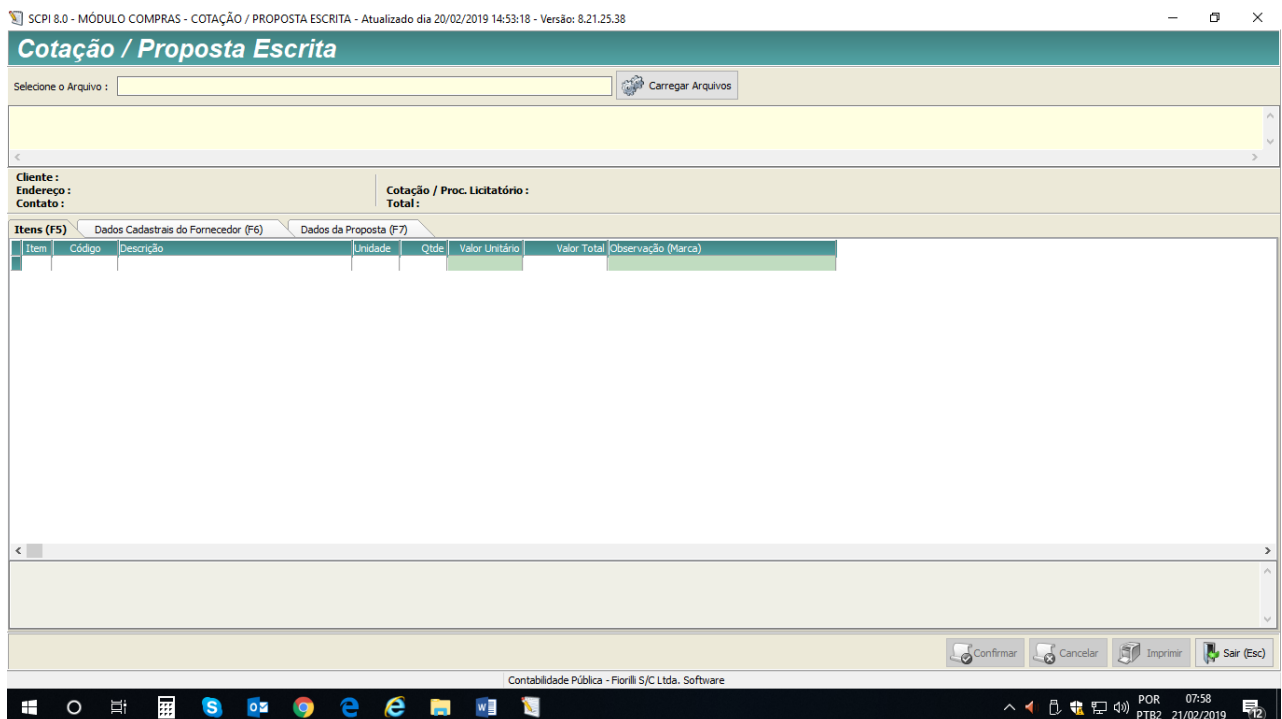 SCPI 8.0 - MÓDULO COMPRAS - COTAÇÃO / PROPOSTA ESCRITA - Atualizado dia 20/02/2019 14:53:18 - Versão: 8.21.25.38
Cotação / Proposta Escrita
Selecione o Arquivo :
Carregar Arquivos
Cliente :
Endereço :
Cotação / Proc. Licitatório :
Contato :
Total :
Itens (F5) Dados Cadastrais do Fornecedor (F6) Dados da Proposta (F7)
Item Código Descrição Unidade Qtde Valor Unitário Valor Total Observação (Marca)
Confirmar Cancelar Imprimir Sair (Esc)
Contabilidade Pública - Fiorilli S/C Ltda. Software
POR 07:58
PTB2 21/02/2019
12